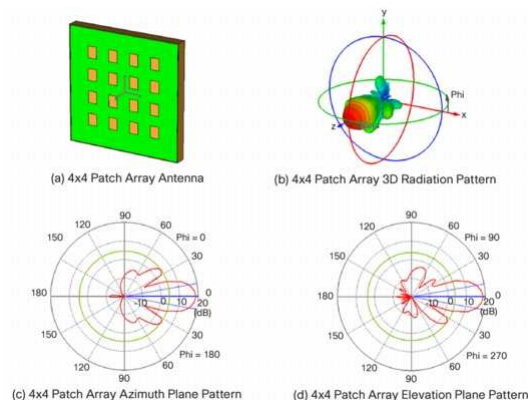 y
Phi
x
z
(a) 4x4 Patch Array Antenna
(b) 4x4 Patch Array 3D Radiation Pattern
90
120
60
Phi = 0
150
30
180
-10 0 10 20
0
(dB)
150
30
Phi = 180
120
60
90
(c) 4x4 Patch Array Azimuth Plane Pattern
90
120
60
Phi = 90
150
30
180
-10 0 10 20
0
(dB)
150
30
Phi = 270
120
60
90
(d) 4x4 Patch Array Elevation Plane Pattern